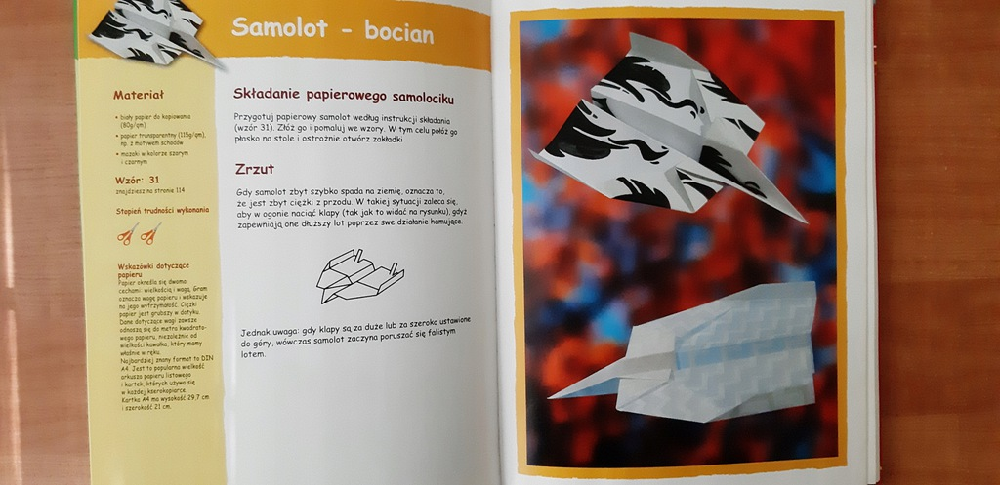 Samolot - bocian
Materiał
• biały papier do kopiowania
(80g/qm)
• papier transparentny (115g/qm),
np. z motywem schodów
• mazaki w kolorze szarym
i czarnym
Wzór: 31
znajdziesz na stronie 114
Stopień trudności wykonania
Wskazówki dotyczące
papieru
Papier określa się dwoma
cechami: wielkością i wagą. Gram
oznacza wagę papieru i wskazuje
na jego wytrzymałość. Ciężki
papier jest grubszy w dotyku.
Dane dotyczące wagi zawsze
odnoszą się do metra kwadrato-
wego papieru, niezależnie od
wielkości kawałka, który mamy
właśnie w ręku.
Najbardziej znany format to DIN
A4. Jest to popularna wielkość
arkusza papieru listowego
i kartek, których używa się
w każdej kserokopiarce.
Kartka A4 ma wysokość 29.7 cm
i szerokość 21 cm.
Składanie papierowego samolociku
Przygotuj papierowy samolot według instrukcji składania
(wzór 31). Złóż go i pomaluj we wzory. W tym celu połóż go
płasko na stole i ostrożnie otwórz zakładki
Zrzut
Gdy samolot zbyt szybko spada na ziemię, oznacza to,
że jest zbyt ciężki z przodu. W takiej sytuacji zaleca się,
aby w ogonie naciąć klapy (tak jak to widać na rysunku), gdyż
zapewniają one dłuższy lot poprzez swe działanie hamujące.
Jednak uwaga: gdy klapy są za duże lub za szeroko ustawione
do góry, wówczas samolot zaczyna poruszać się falistym
lotem.